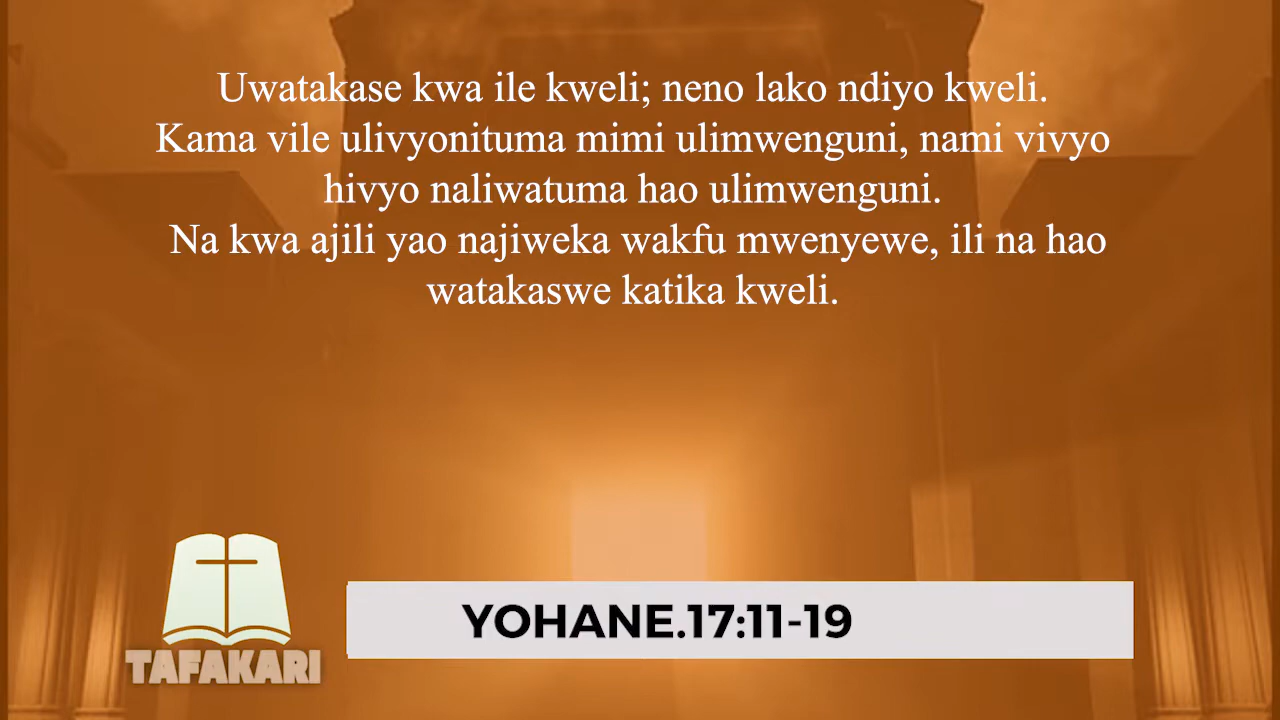 Uwatakase kwa ile kweli; neno lako ndiyo kweli.
Kama vile ulivyonituma mimi ulimwenguni, nami vivyo
hivyo naliwatuma hao ulimwenguni.
Na kwa ajili yao najiweka wakfu mwenyewe, ili na hao
watakaswe katika kweli.
YOHANE.17:11-19
TAFAKARI